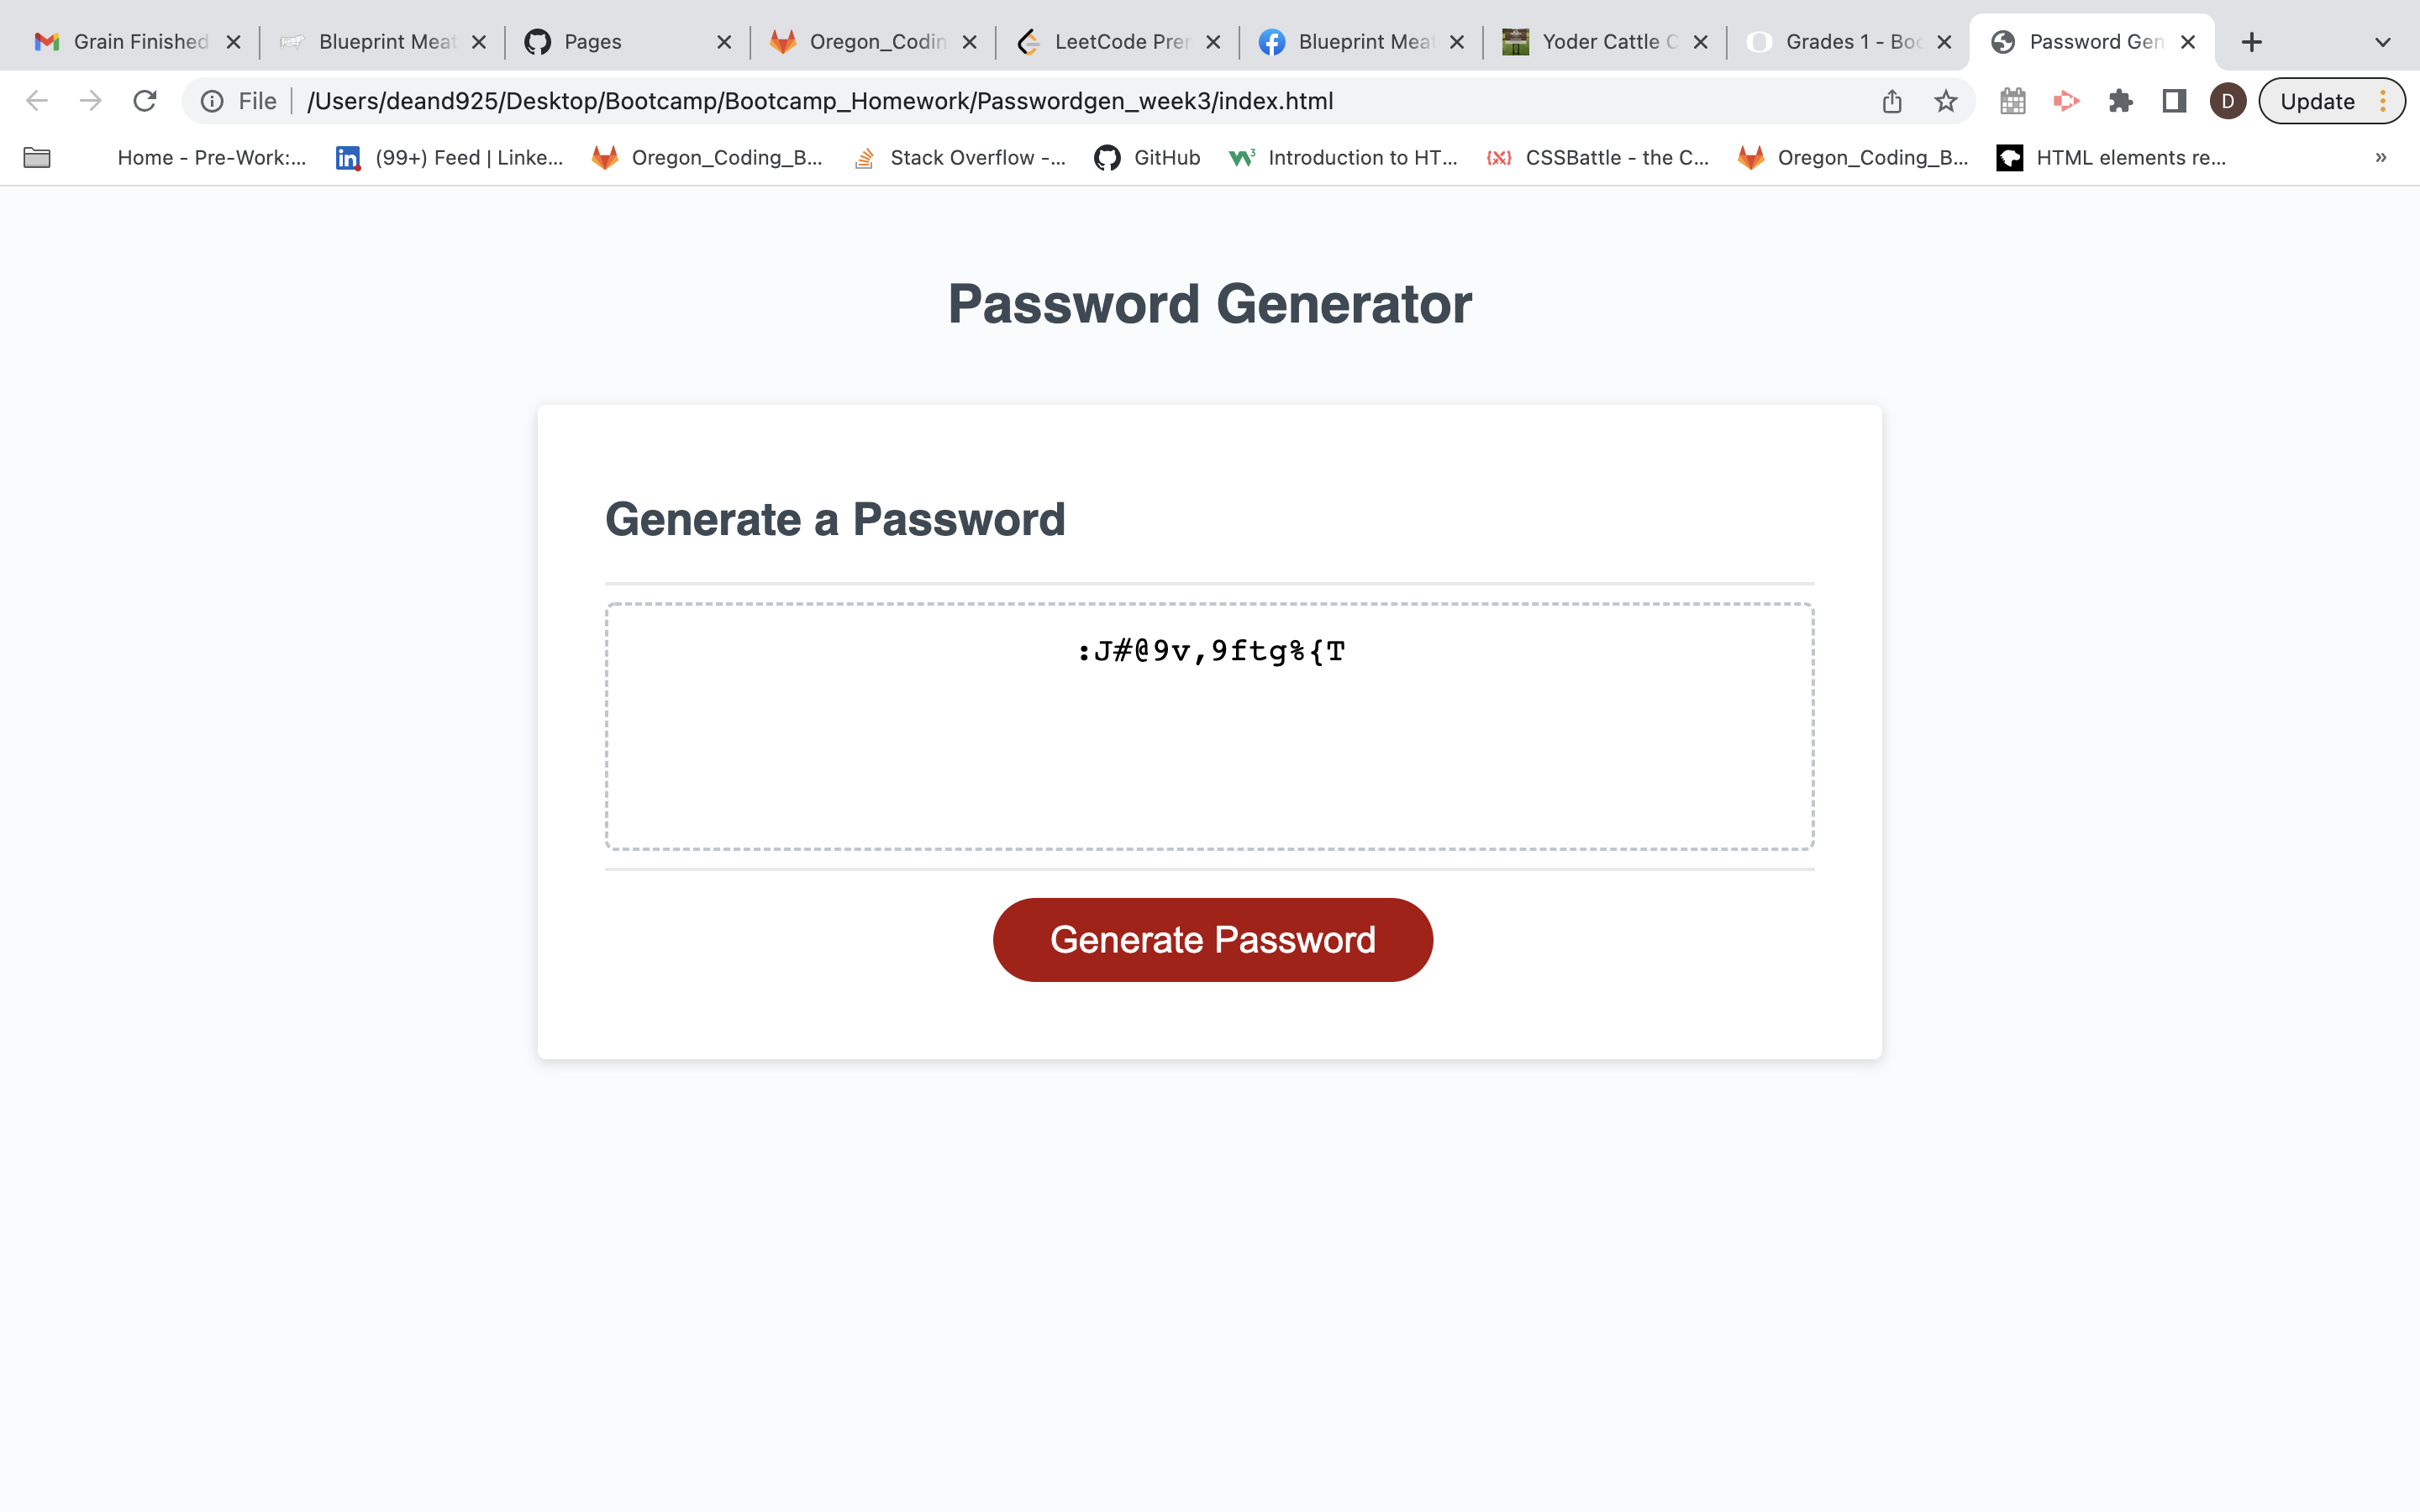 Grain Finished
Blueprint Meat
Pages
Oregon_Codin
LeetCode Prer
Blueprint Meat
Yoder Cattle C
Grades 1 - Boo
Password Gen
File
/Users/deand925/Desktop/Bootcamp/Bootcamp_Homework/Passwordgen_week3/index.html
D
Update
Home - Pre-Work:...
(99+) Feed | Linke...
Oregon_Coding_B...
Stack Overflow -...
GitHub
Introduction to HT...
CSSBattle - the C...
Oregon_Coding_B...
HTML elements re...
»
Password Generator
Generate a Password
:J#@9v,9ftg%{T
Generate Password